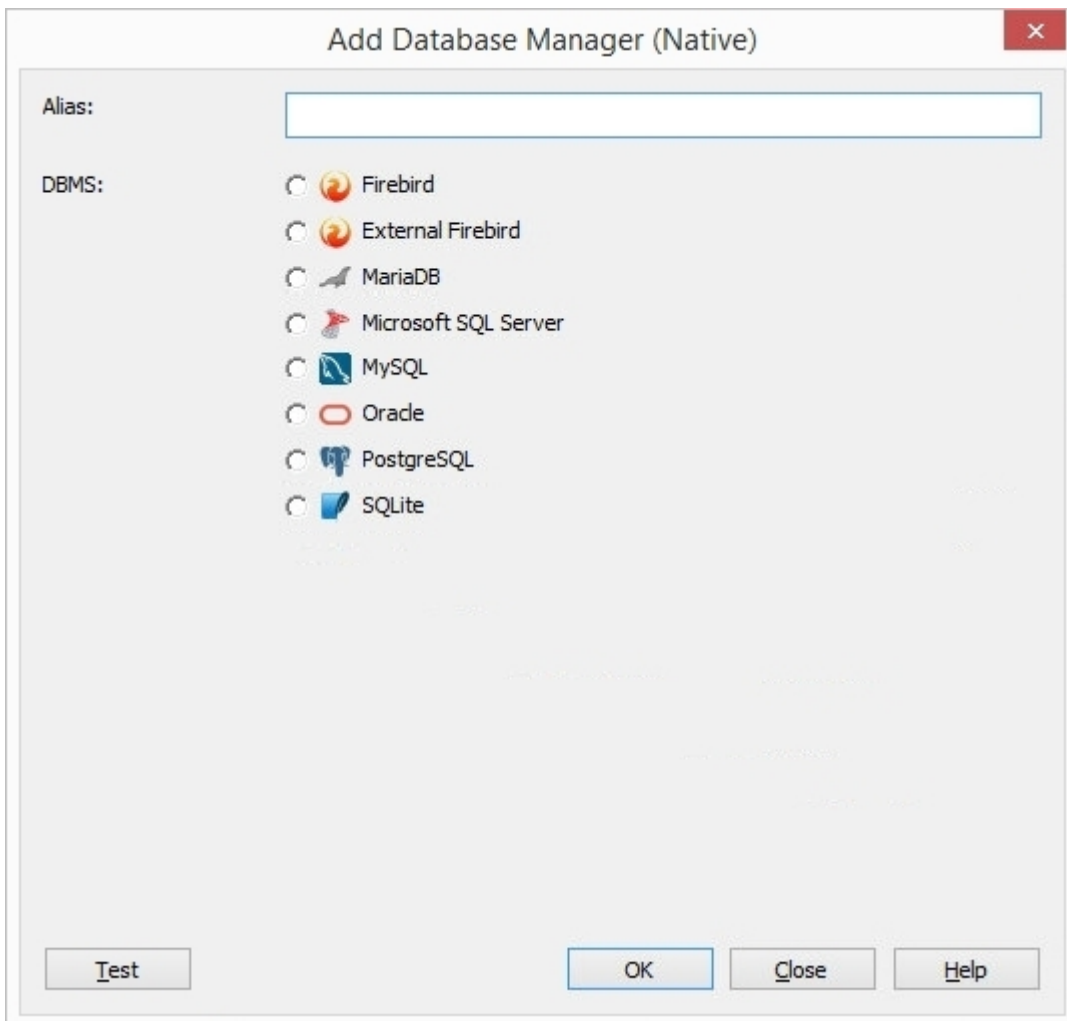 Add Database Manager (Native)
Alias:
DBMS:
Firebird
External Firebird
MariaDB
Microsoft SQL Server
MySQL
Oracle
PostgreSQL
SQLite
Test
OK
Close
Help